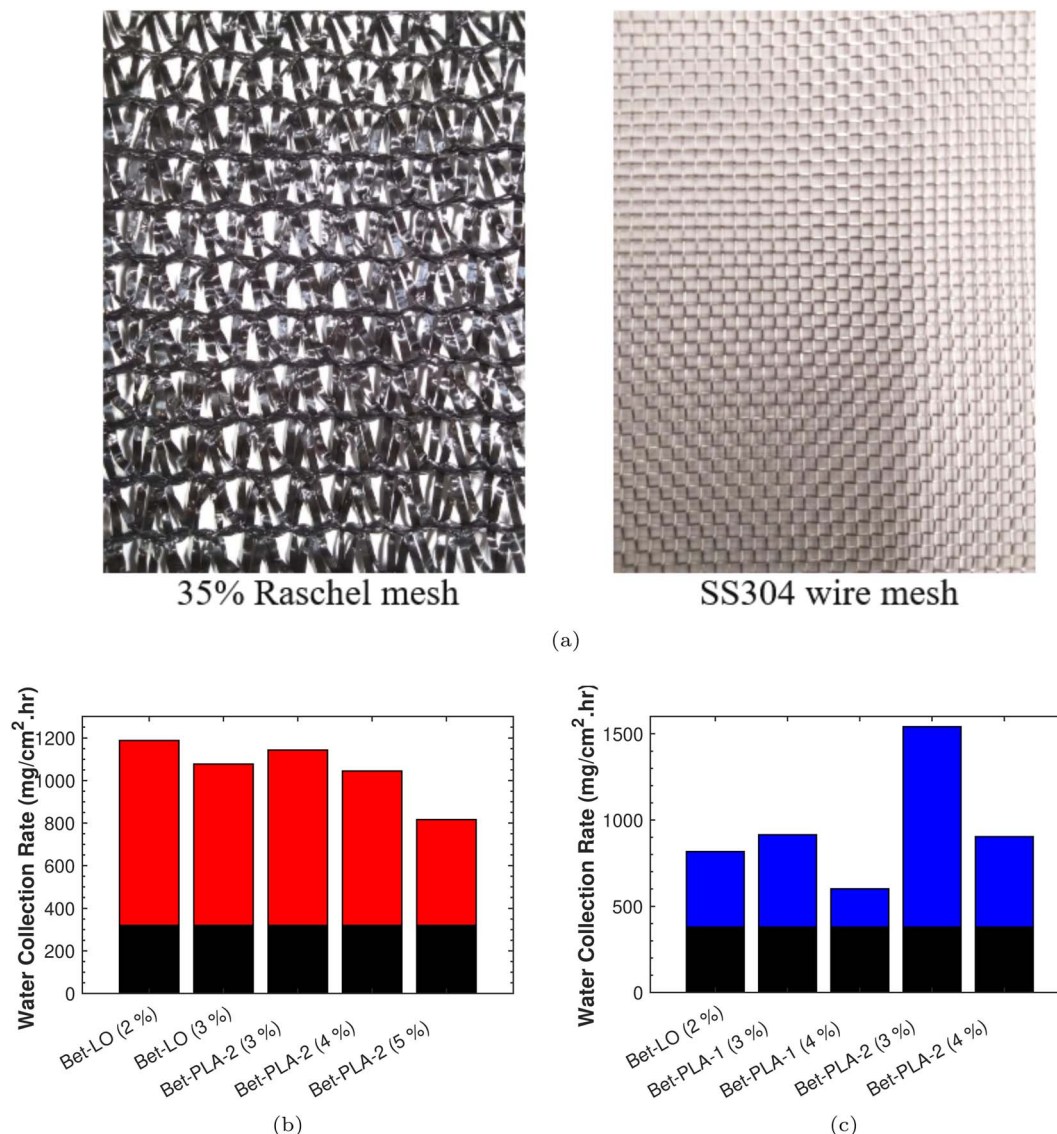 35% Raschel mesh
SS304 wire mesh
(a)
Water Collection Rate (mg/cm².hr)
1200
1000
800
600
400
200
0
Bet-LO (2 %)
Bet-LO (3 %)
Bet-PLA-2 (3 %)
Bet-PLA-2 (4 %)
Bet-PLA-2 (5 %)
(b)
Water Collection Rate (mg/cm².hr)
1500
1000
500
0
Bet-LO (2 %)
Bet-PLA-1 (3 %)
Bet-PLA-1 (4 %)
Bet-PLA-2 (3 %)
Bet-PLA-2 (4 %)
(c)